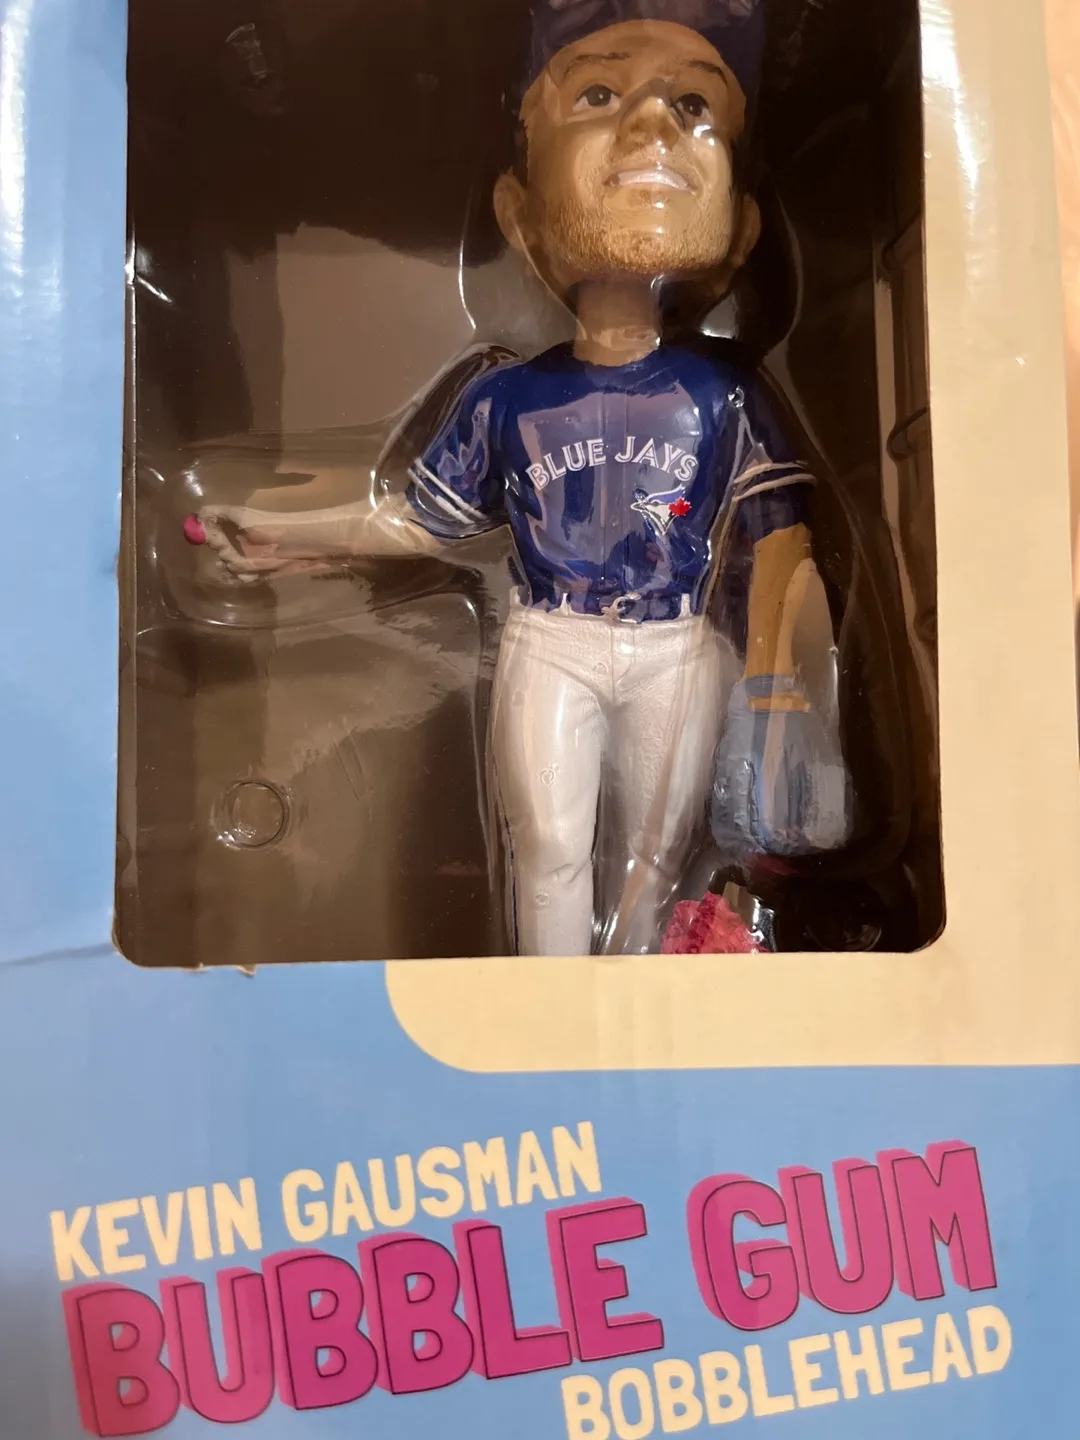 BLUE JAYS
KEVIN GAUSMAN
BUBBLE GUM
BOBBLEHEAD